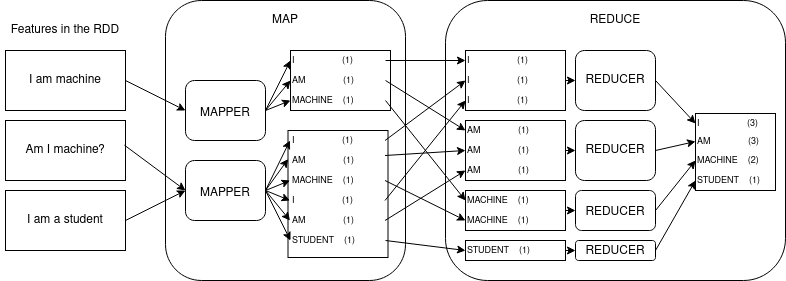 MAP
REDUCE
Features in the RDD
I am machine
Am I machine?
I am a student
MAPPER
MAPPER
I (1)
AM (1)
MACHINE (1)
I (1)
AM (1)
MACHINE (1)
I (1)
AM (1)
STUDENT (1)
I (1)
I (1)
I (1)
AM (1)
AM (1)
AM (1)
MACHINE (1)
MACHINE (1)
STUDENT (1)
REDUCER
REDUCER
REDUCER
REDUCER
I (3)
AM (3)
MACHINE (2)
STUDENT (1)